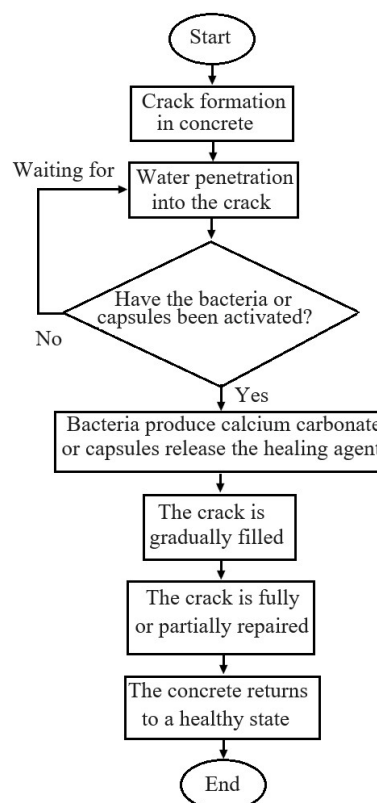 Start
Crack formation
in concrete
Waiting for
Water penetration
into the crack
Have the bacteria or
capsules been activated?
No
Yes
Bacteria produce calcium carbonate
or capsules release the healing agent
The crack is
gradually filled
The crack is fully
or partially repaired
The concrete returns
to a healthy state
End